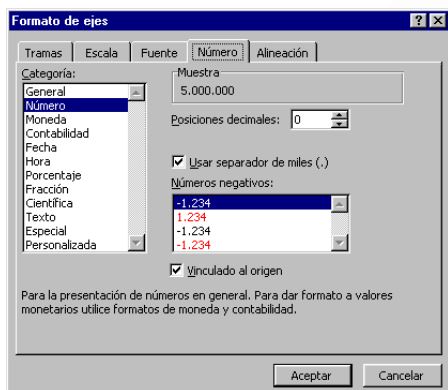 Formato de ejes
Tramas Escala Fuente Número Alineación
Categoría:
General
Número
Moneda
Contabilidad
Fecha
Hora
Porcentaje
Fracción
Científica
Texto
Especial
Personalizada
Muestra
5.000.000
Posiciones decimales: 0
Usar separador de miles (.)
Números negativos:
-1.234
1.234
-1.234
-1.234
Vinculado al origen
Para la presentación de números en general. Para dar formato a valores
monetarios utilice formatos de moneda y contabilidad.
Aceptar Cancelar